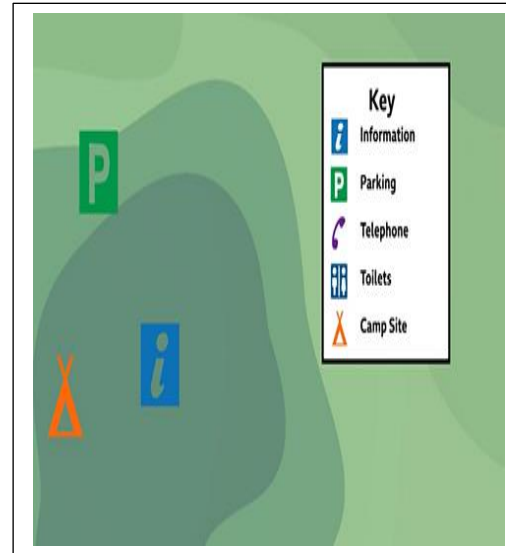 P
i
Key
i Information
P Parking
Telephone
Toilets
Camp Site